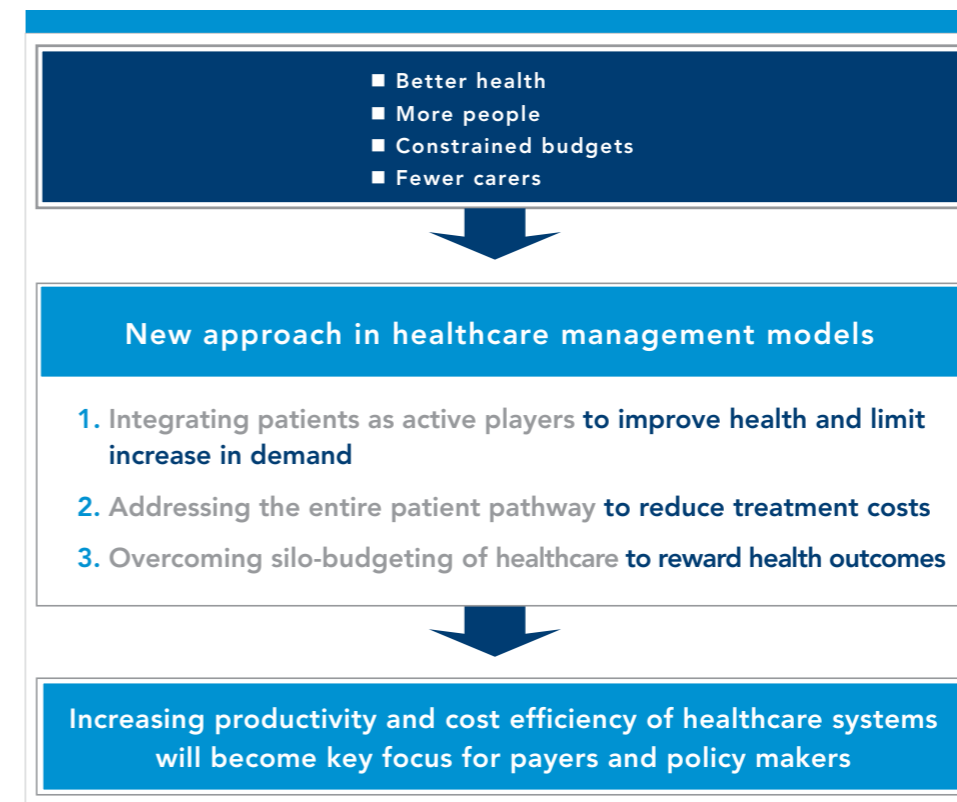 ■ Better health
■ More people
■ Constrained budgets
■ Fewer carers
New approach in healthcare management models
1. Integrating patients as active players to improve health and limit
increase in demand
2. Addressing the entire patient pathway to reduce treatment costs
3. Overcoming silo-budgeting of healthcare to reward health outcomes
Increasing productivity and cost efficiency of healthcare systems
will become key focus for payers and policy makers